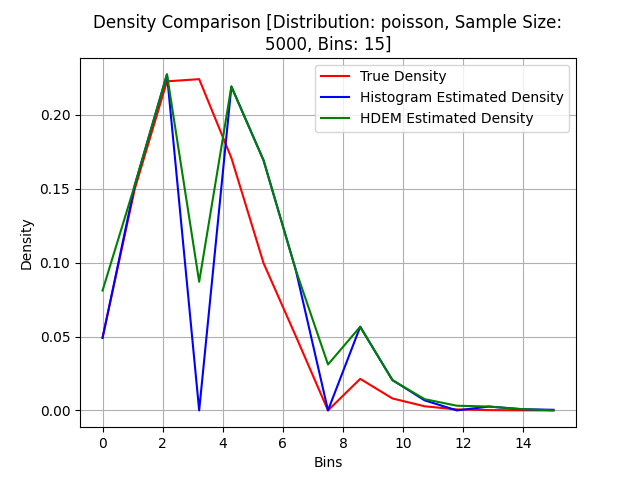 Density Comparison [Distribution: poisson, Sample Size:
5000, Bins: 15]
True Density
Histogram Estimated Density
HDEM Estimated Density
Density
0.20
0.15
0.10
0.05
0.00
0 2 4 6 8 10 12 14
Bins